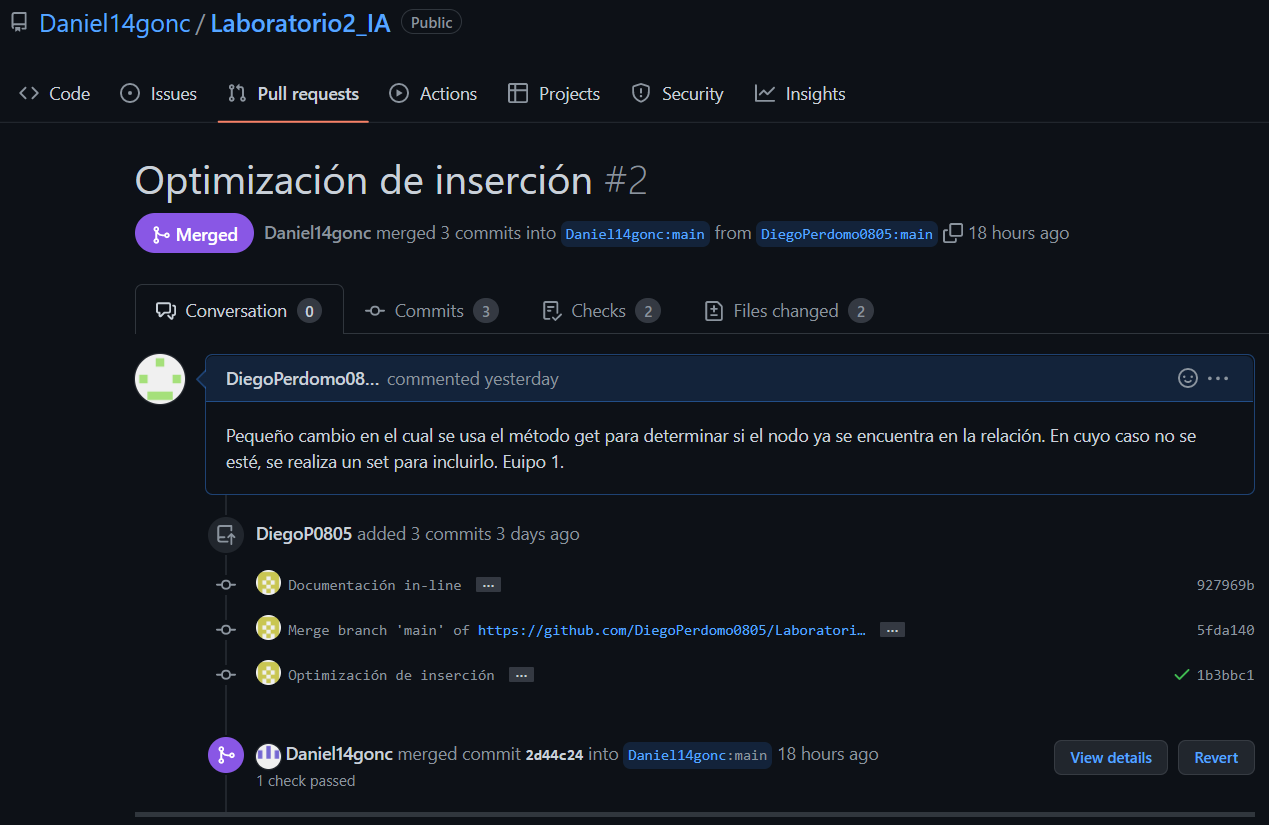 Daniel14gonc / Laboratorio2_IA Public
Code Issues Pull requests Actions Projects Security Insights
Optimización de inserción #2
Merged Daniel14gonc merged 3 commits into Daniel14gonc:main from DiegoPerdomo0805:main 18 hours ago
Conversation 0 Commits 3 Checks 2 Files changed 2
DiegoPerdomo08... commented yesterday
Pequeño cambio en el cual se usa el método get para determinar si el nodo ya se encuentra en la relación. En cuyo caso no se
esté, se realiza un set para incluirlo. Euipo 1.
DiegoP0805 added 3 commits 3 days ago
Documentación in-line ... 927969b
Merge branch 'main' of https://github.com/DiegoPerdomo0805/Laboratori… ... 5fda140
Optimización de inserción ... 1b3bbc1
Daniel14gonc merged commit 2d44c24 into Daniel14gonc:main 18 hours ago View details Revert
1 check passed